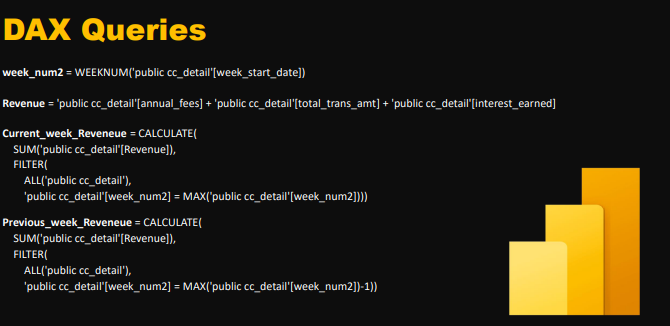 DAX Queries
week_num2 = WEEKNUM('public cc_detail'[week_start_date])
Revenue = 'public cc_detail'[annual_fees] + 'public cc_detail'[total_trans_amt] + 'public cc_detail'[interest_earned]
Current_week_Reveneue = CALCULATE(
SUM('public cc_detail'[Revenue]),
FILTER(
ALL('public cc_detail'),
'public cc_detail'[week_num2] = MAX('public cc_detail'[week_num2])))
Previous_week_Reveneue = CALCULATE(
SUM('public cc_detail'[Revenue]),
FILTER(
ALL('public cc_detail'),
'public cc_detail'[week_num2] = MAX('public cc_detail'[week_num2])-1))